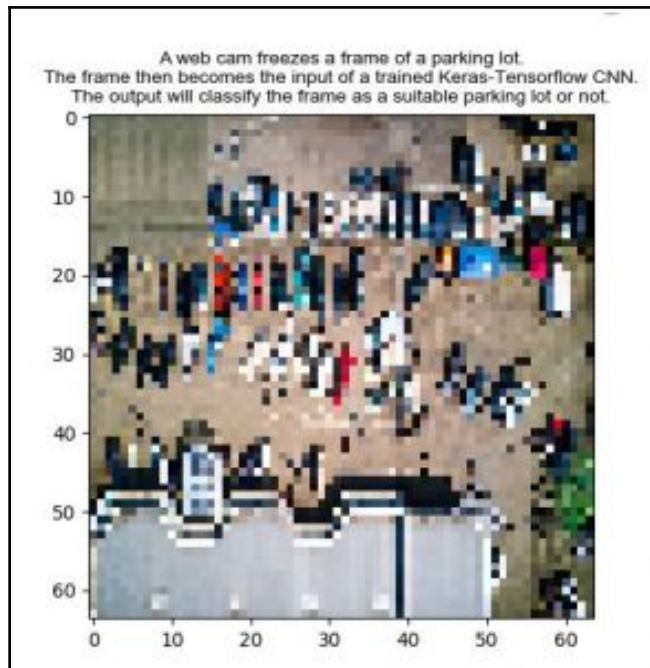 A web cam freezes a frame of a parking lot.
The frame then becomes the input of a trained Keras-Tensorflow CNN.
The output will classify the frame as a suitable parking lot or not.
0
10
20
30
40
50
60
0 10 20 30 40 50 60